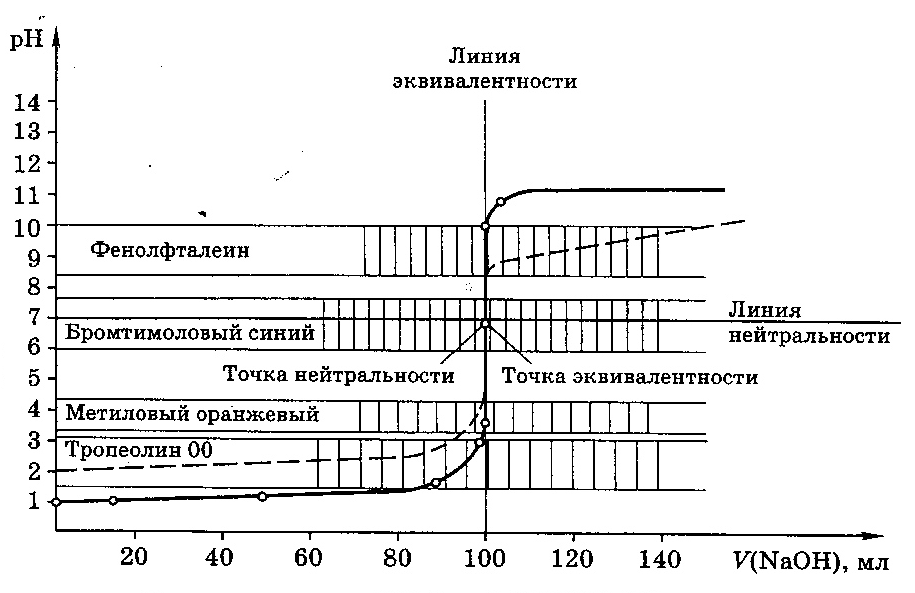 pH
Линия
эквивалентности
14
13
12
11
10
9
8
7
6
5
4
3
2
1
Фенолфталеин
Бромтимоловый синий
Линия
нейтральности
Точка нейтральности
Точка эквивалентности
Метиловый оранжевый
Тропеолин 00
20 40 60 80 100 120 140 V(NaOH), мл